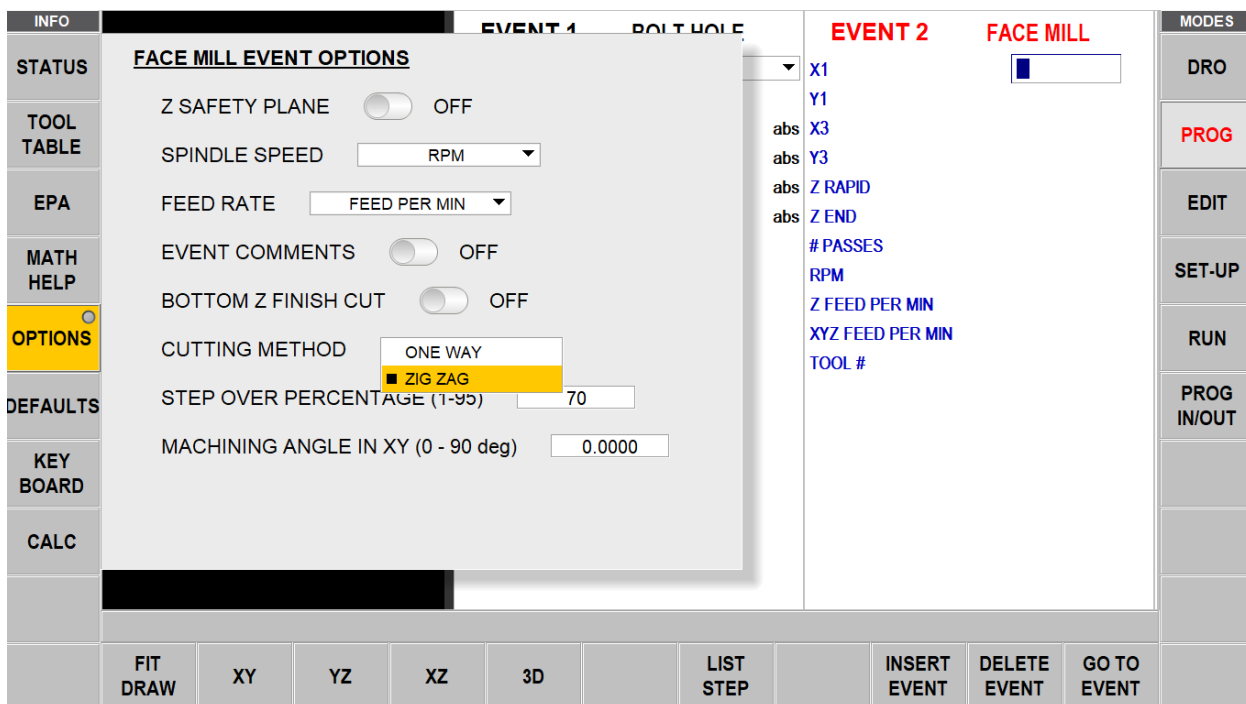 INFO
STATUS
TOOL
TABLE
EPA
MATH
HELP
OPTIONS
DEFAULTS
KEY
BOARD
CALC
EVENT 1 BOLT HOLE
FACE MILL EVENT OPTIONS
Z SAFETY PLANE OFF
SPINDLE SPEED RPM
FEED RATE FEED PER MIN
EVENT COMMENTS OFF
BOTTOM Z FINISH CUT OFF
CUTTING METHOD ONE WAY
ZIG ZAG
STEP OVER PERCENTAGE (1-95) 70
MACHINING ANGLE IN XY (0 - 90 deg) 0.0000
abs
abs
abs
abs
EVENT 2 FACE MILL
X1
Y1
X3
Y3
Z RAPID
Z END
# PASSES
RPM
Z FEED PER MIN
XYZ FEED PER MIN
TOOL #
MODES
DRO
PROG
EDIT
SET-UP
RUN
PROG
IN/OUT
FIT
DRAW
XY
YZ
XZ
3D
LIST
STEP
INSERT
EVENT
DELETE
EVENT
GO TO
EVENT